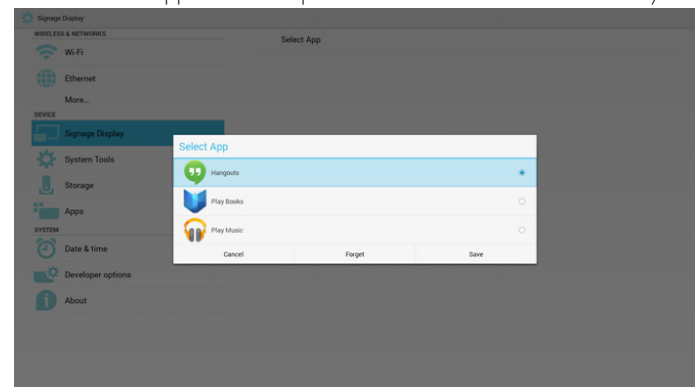 Signage Display
WIRELESS & NETWORKS
Select App
Wi-Fi
Ethernet
More...
DEVICE
Signage Display
System Tools
Storage
Apps
SYSTEM
Date & time
Developer options
About
Select App
Hangouts
Play Books
Play Music
Cancel Forget Save